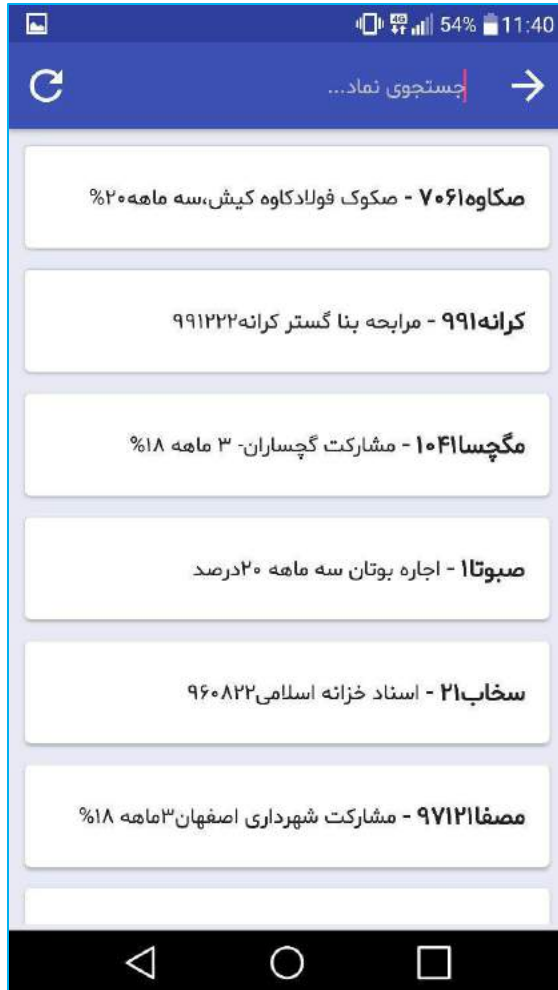 54% 11:40
4G
جستجوی نماد...
صکاوه۷۰۶۱ - صکوک فولادکاوه کیش،سه ماهه۲۰%
کرانه۹۹۱ - مرابحه بنا گستر کرانه۹۹۱۲۲۲
مگچسا۱۰۴۱ - مشارکت گچساران- ۳ ماهه ۱۸%
صبوتا۱ - اجاره بوتان سه ماهه ۲۰درصد
سخاب۲۱ - اسناد خزانه اسلامی۹۶۰۸۲۲
مصفا۹۷۱۲۱ - مشارکت شهرداری اصفهان۳ماهه ۱۸%